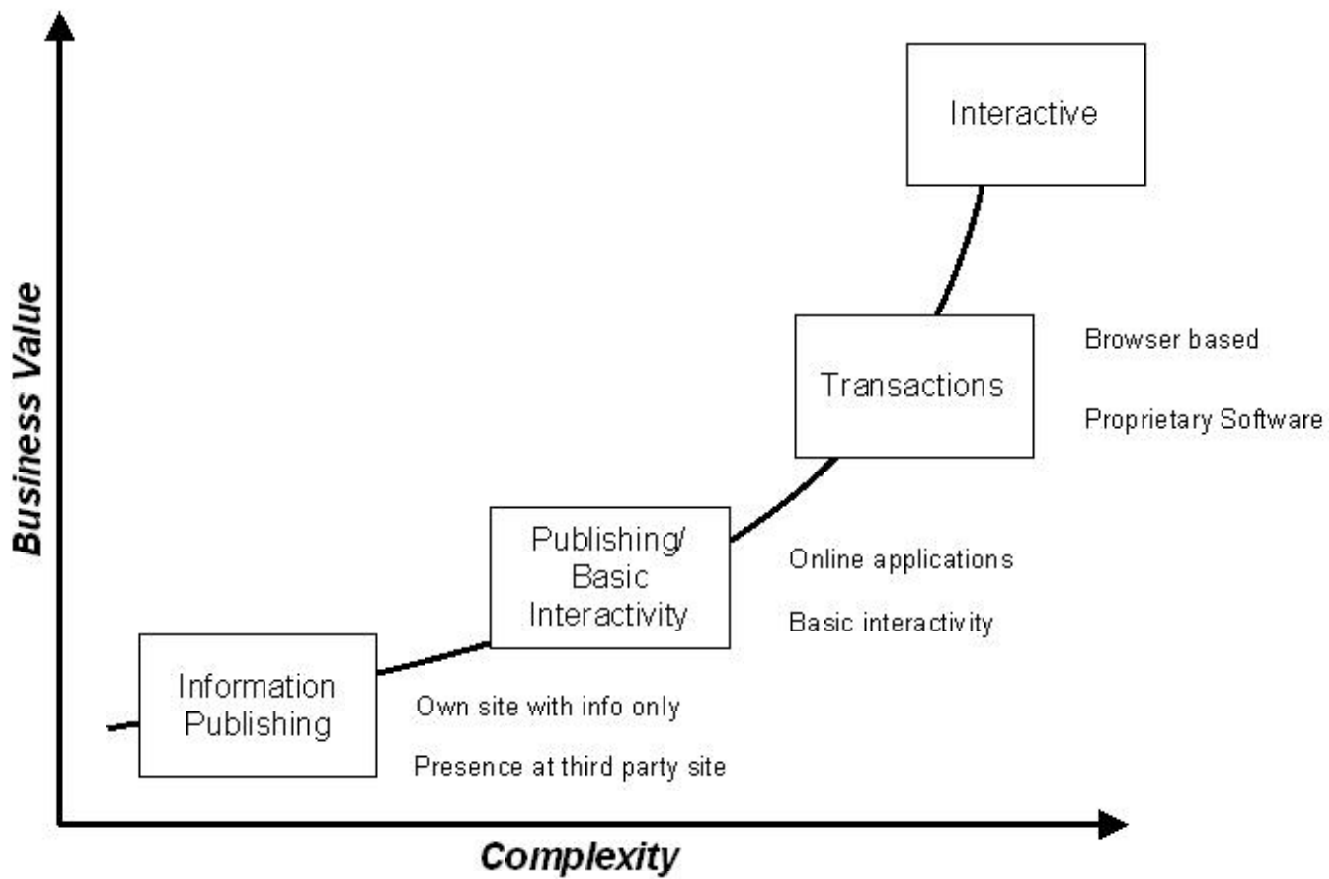 Interactive
Business Value
Transactions
Browser based
Proprietary Software
Publishing/
Basic
Interactivity
Online applications
Basic interactivity
Information
Publishing
Own site with info only
Presence at third party site
Complexity